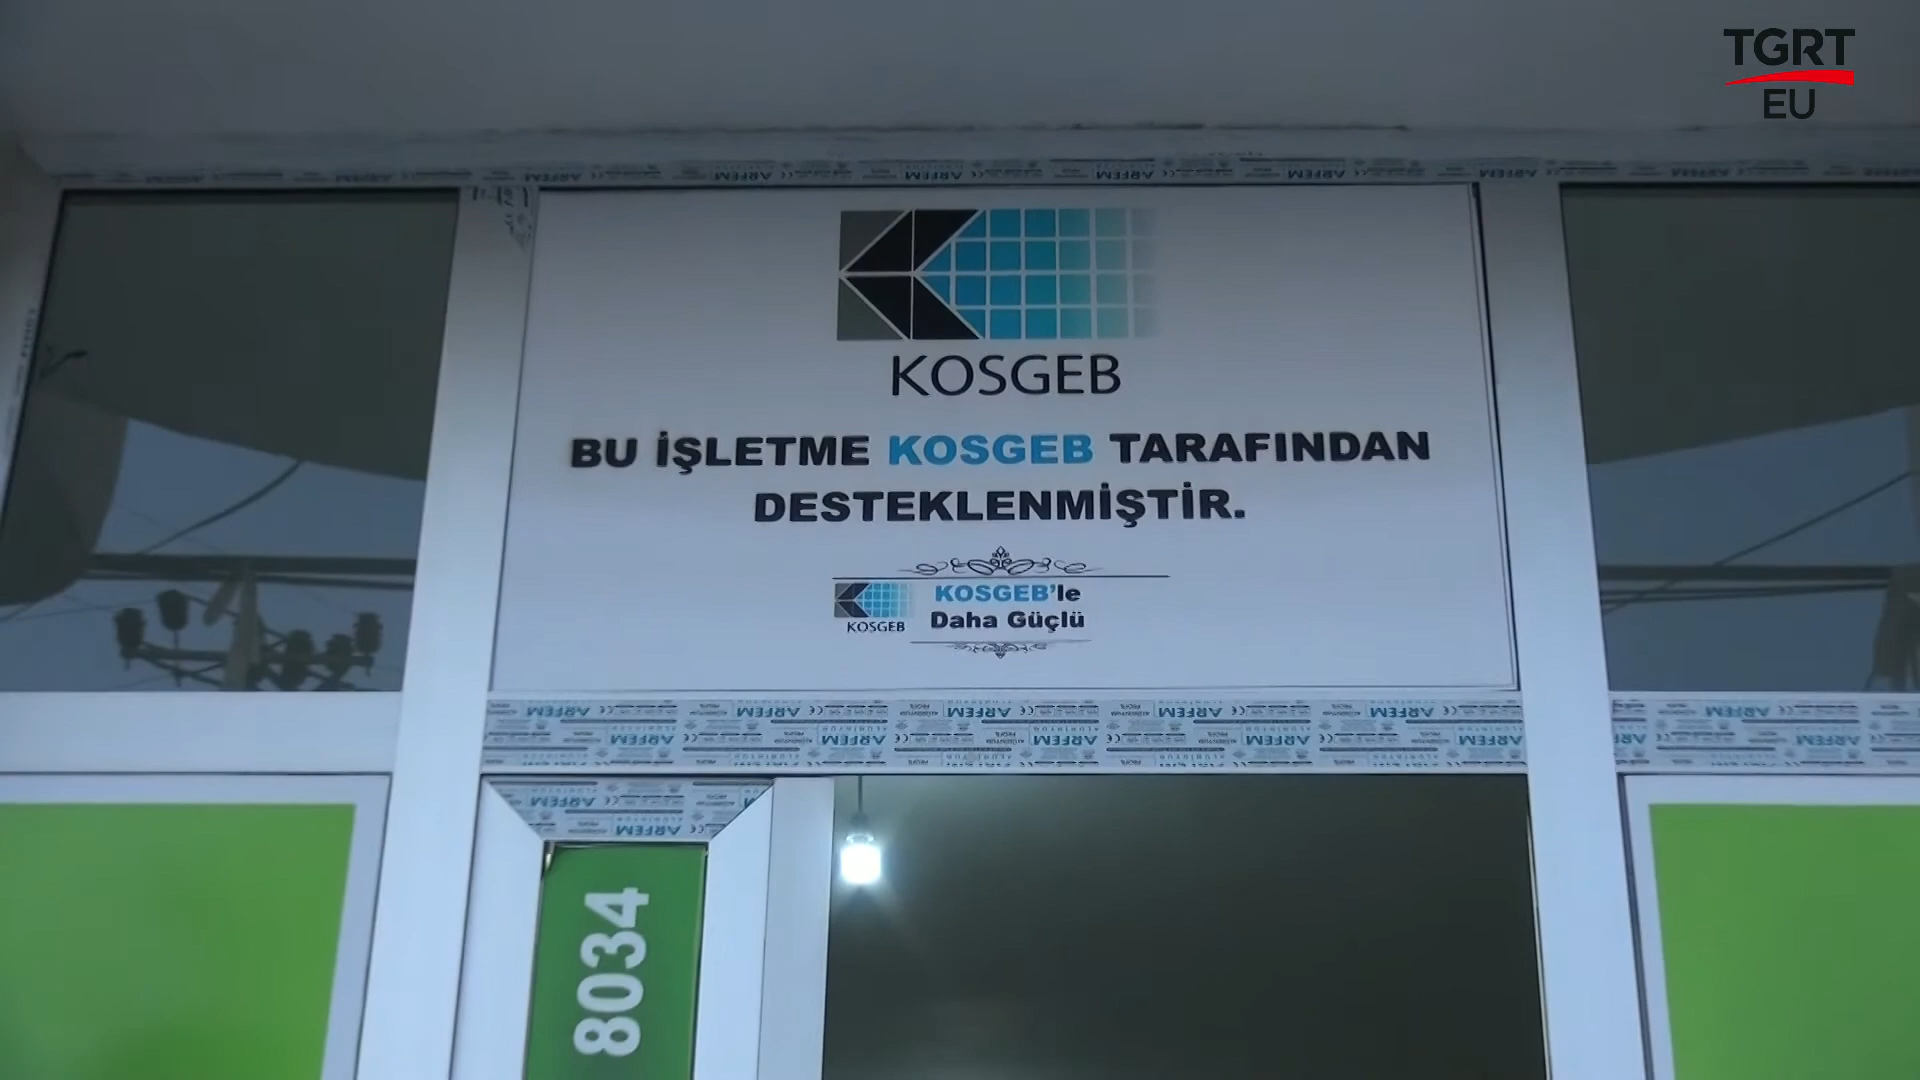 TGRT
EU
KOSGEB
BU İŞLETME KOSGEB TARAFINDAN
DESTEKLENMİŞTİR.
KOSGEB'le
KOSGEB Daha Güçlü
ARFEM
8034